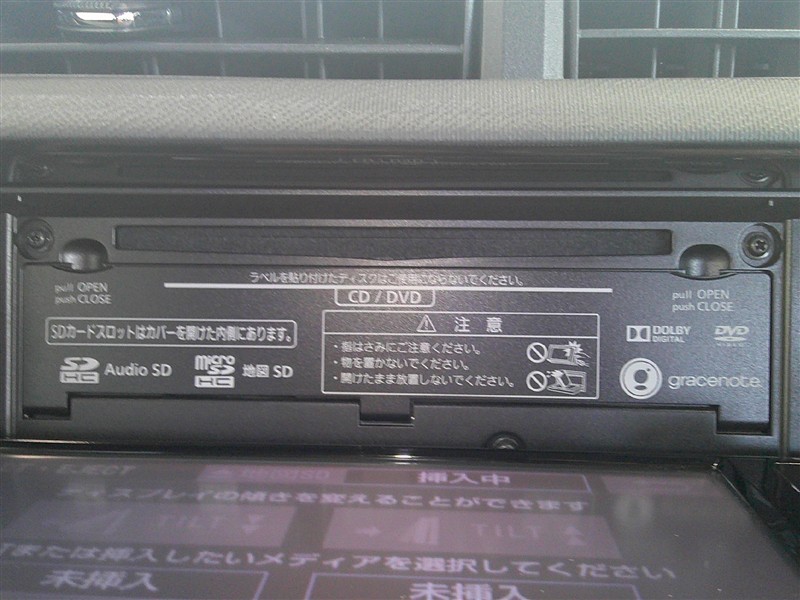 ラベルを貼り付けたディスクはご使用にならないでください。
CD / DVD
pull OPEN
push CLOSE
pull OPEN
push CLOSE
SDカードスロットはカバーを開けた内側にあります。
SD HC Audio SD
micro SD HC 地図 SD
注 意
・指はさみにご注意ください。
・物を置かないでください。
・開けたまま放置しないでください。
DOLBY
DIGITAL
DVD
VIDEO
gracenote
EJECT
挿入中
ディスプレイの傾きを変えることができます
TILT
TILT
または挿入したいメディアを選択してください
未挿入
未挿入